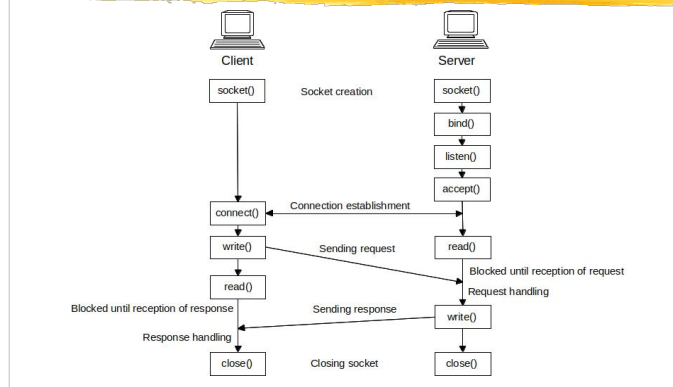 Client
Server
socket()
Socket creation
socket()
bind()
listen()
accept()
Connection establishment
connect()
write()
Sending request
read()
Blocked until reception of request
read()
Request handling
Blocked until reception of response
Sending response
write()
Response handling
close()
Closing socket
close()